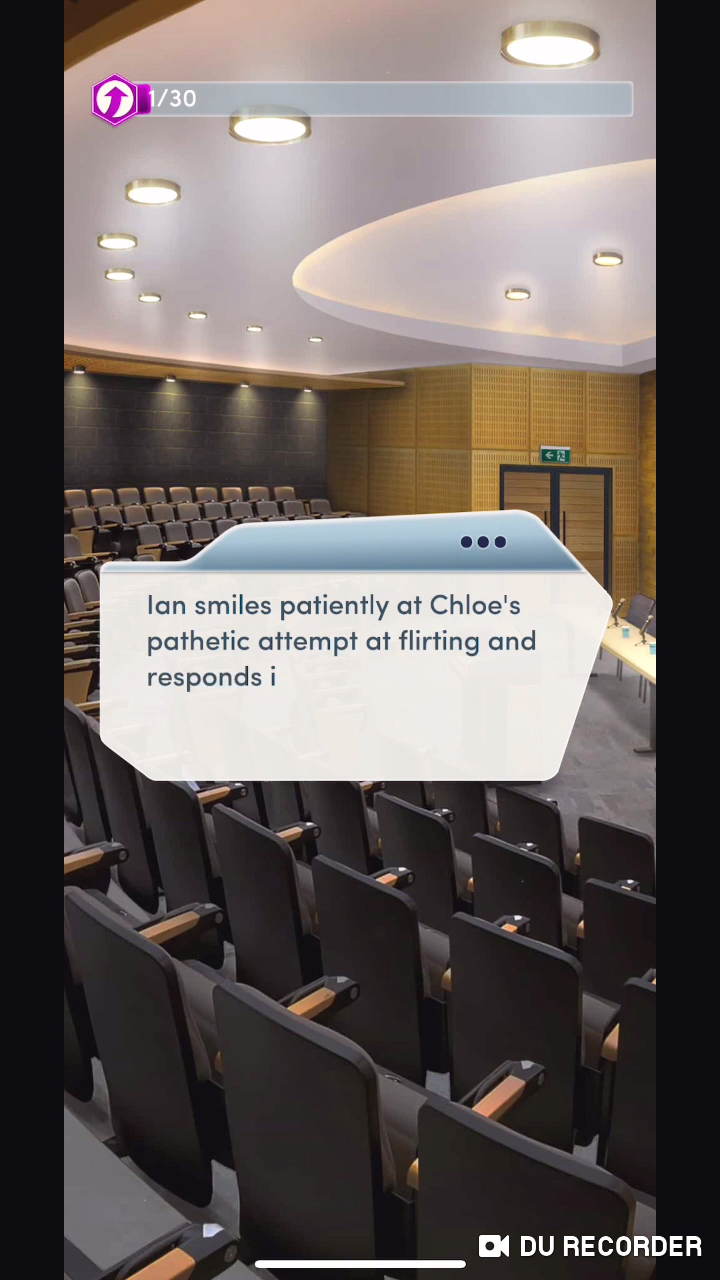 1/30
Ian smiles patiently at Chloe's
pathetic attempt at flirting and
responds i
DU RECORDER